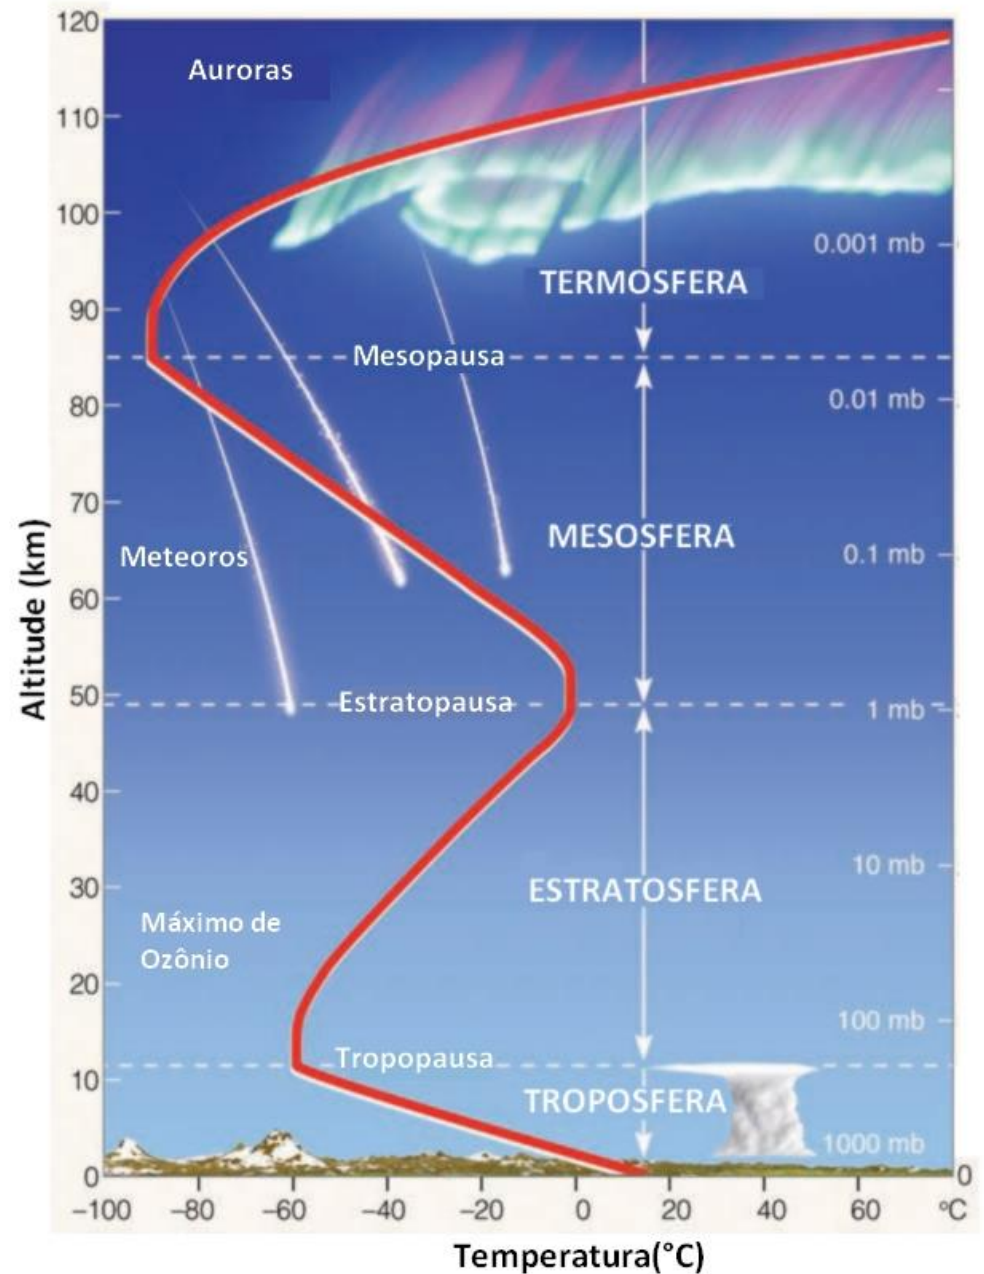 120
Auroras
110
100
0.001 mb
TERMOSFERA
90
Mesopausa
80
0.01 mb
70
MESOSFERA
Meteoros
0.1 mb
60
50
Estratopausa
1 mb
40
10 mb
30
ESTRATOSFERA
Máximo de
Ozônio
20
100 mb
Tropopausa
10
TROPOSFERA
1000 mb
0
0
–100 –80 –60 –40 –20 0 20 40 60 °C
Temperatura(°C)
Altitude (km)